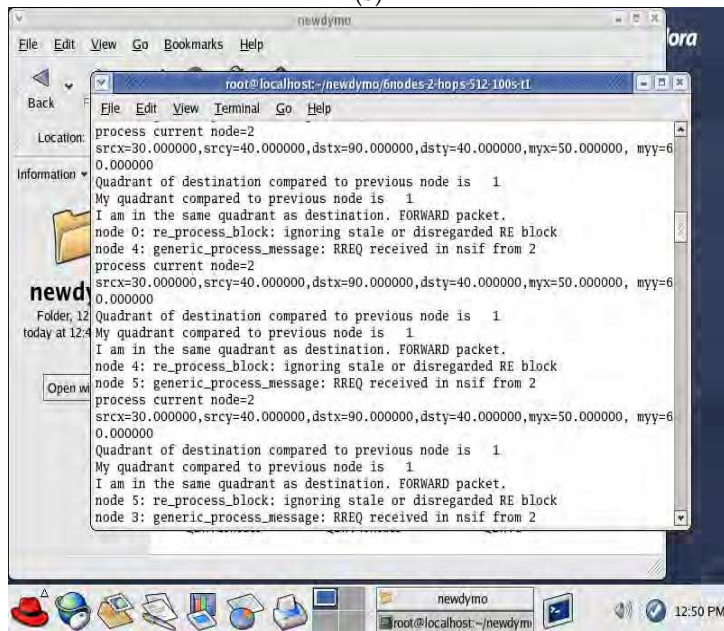 newdymo
File Edit View Go Bookmarks Help
ora
root@localhost:~/newdymo/6nodes-2-hops-512-100s-t1
Back
File Edit View Terminal Go Help
Location:
process current node=2
srcx=30.000000,srcy=40.000000,dstx=90.000000,dsty=40.000000,myx=50.000000, myy=6
0.000000
Information
Quadrant of destination compared to previous node is 1
My quadrant compared to previous node is 1
I am in the same quadrant as destination. FORWARD packet.
node 0: re_process_block: ignoring stale or disregarded RE block
node 4: generic_process_message: RREQ received in nsif from 2
process current node=2
srcx=30.000000,srcy=40.000000,dstx=90.000000,dsty=40.000000,myx=50.000000, myy=6
0.000000
newdy
Folder, 12
today at 12:4
Quadrant of destination compared to previous node is 1
My quadrant compared to previous node is 1
I am in the same quadrant as destination. FORWARD packet.
node 4: re_process_block: ignoring stale or disregarded RE block
node 5: generic_process_message: RREQ received in nsif from 2
Open wi
process current node=2
srcx=30.000000,srcy=40.000000,dstx=90.000000,dsty=40.000000,myx=50.000000, myy=6
0.000000
Quadrant of destination compared to previous node is 1
My quadrant compared to previous node is 1
I am in the same quadrant as destination. FORWARD packet.
node 5: re_process_block: ignoring stale or disregarded RE block
node 3: generic_process_message: RREQ received in nsif from 2
newdymo
root@localhost:~/newdym
12:50 PM